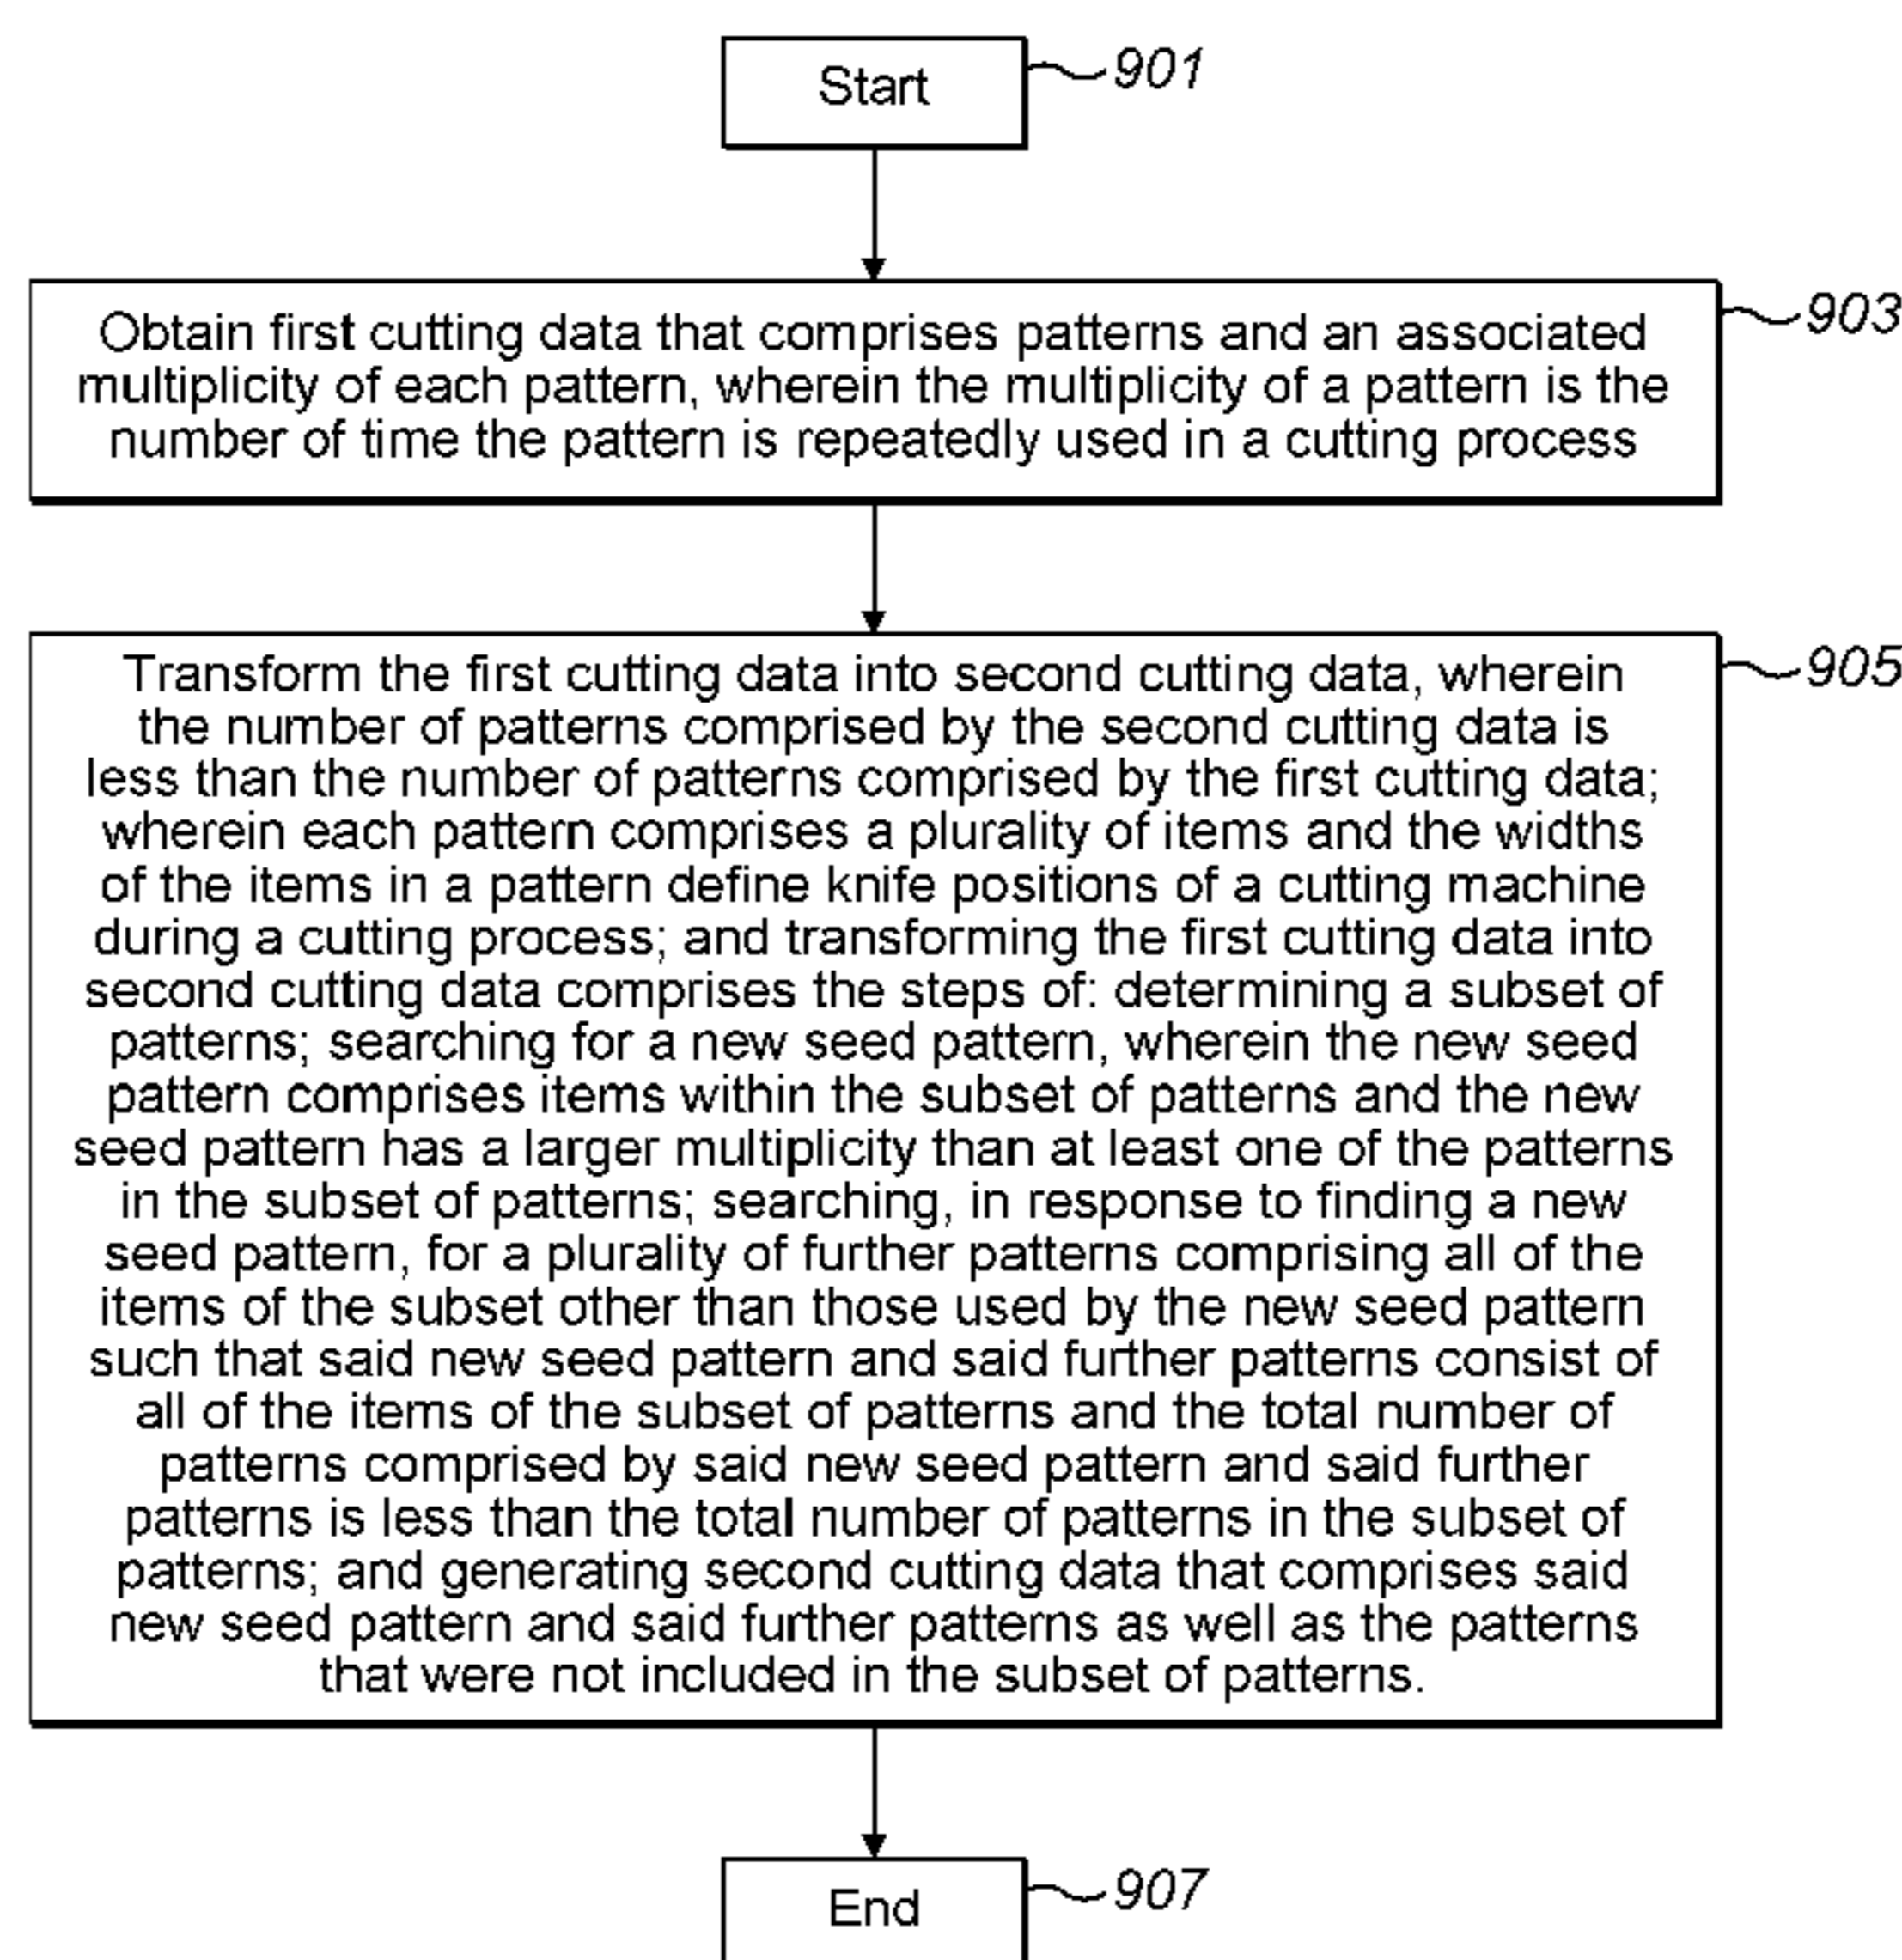 Start
901
Obtain first cutting data that comprises patterns and an associated
multiplicity of each pattern, wherein the multiplicity of a pattern is the
number of time the pattern is repeatedly used in a cutting process
903
Transform the first cutting data into second cutting data, wherein
the number of patterns comprised by the second cutting data is
less than the number of patterns comprised by the first cutting data;
wherein each pattern comprises a plurality of items and the widths
of the items in a pattern define knife positions of a cutting machine
during a cutting process; and transforming the first cutting data into
second cutting data comprises the steps of: determining a subset of
patterns; searching for a new seed pattern, wherein the new seed
pattern comprises items within the subset of patterns and the new
seed pattern has a larger multiplicity than at least one of the patterns
in the subset of patterns; searching, in response to finding a new
seed pattern, for a plurality of further patterns comprising all of the
items of the subset other than those used by the new seed pattern
such that said new seed pattern and said further patterns consist of
all of the items of the subset of patterns and the total number of
patterns comprised by said new seed pattern and said further
patterns is less than the total number of patterns in the subset of
patterns; and generating second cutting data that comprises said
new seed pattern and said further patterns as well as the patterns
that were not included in the subset of patterns.
905
End
907